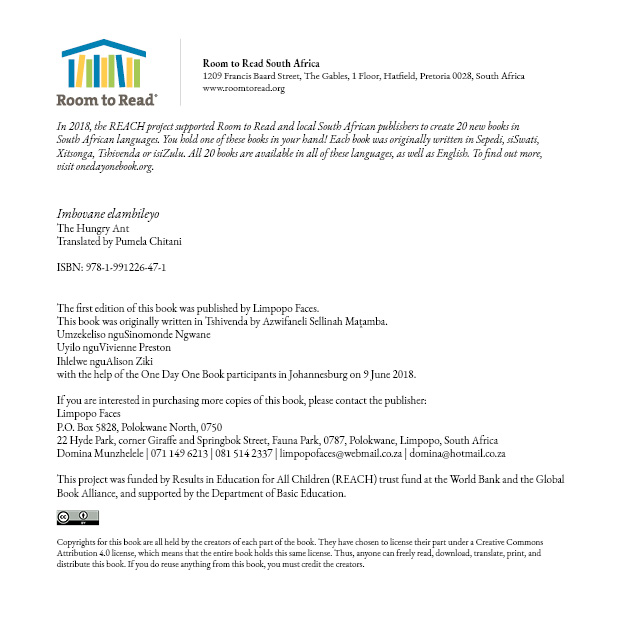 Room to Read®
Room to Read South Africa
1209 Francis Baard Street, The Gables, 1 Floor, Hatfield, Pretoria 0028, South Africa
www.roomtoread.org
In 2018, the REACH project supported Room to Read and local South African publishers to create 20 new books in
South African languages. You hold one of these books in your hand! Each book was originally written in Sepedi, siSwati,
Xitsonga, Tshivenda or isiZulu. All 20 books are available in all of these languages, as well as English. To find out more,
visit onedayonebook.org.
Imbovane elambileyo
The Hungry Ant
Translated by Pumela Chitani
ISBN: 978-1-991226-47-1
The first edition of this book was published by Limpopo Faces.
This book was originally written in Tshivenda by Azwifaneli Sellinah Maṱamba.
Umzekeliso nguSinomonde Ngwane
Uyilo nguVivienne Preston
Ihlelwe nguAlison Ziki
with the help of the One Day One Book participants in Johannesburg on 9 June 2018.
If you are interested in purchasing more copies of this book, please contact the publisher:
Limpopo Faces
P.O. Box 5828, Polokwane North, 0750
22 Hyde Park, corner Giraffe and Springbok Street, Fauna Park, 0787, Polokwane, Limpopo, South Africa
Domina Munzhelele | 071 149 6213 | 081 514 2337 | limpopofaces@webmail.co.za | domina@hotmail.co.za
This project was funded by Results in Education for All Children (REACH) trust fund at the World Bank and the Global
Book Alliance, and supported by the Department of Basic Education.
cc BY
Copyrights for this book are all held by the creators of each part of the book. They have chosen to license their part under a Creative Commons
Attribution 4.0 license, which means that the entire book holds this same license. Thus, anyone can freely read, download, translate, print, and
distribute this book. If you do reuse anything from this book, you must credit the creators.